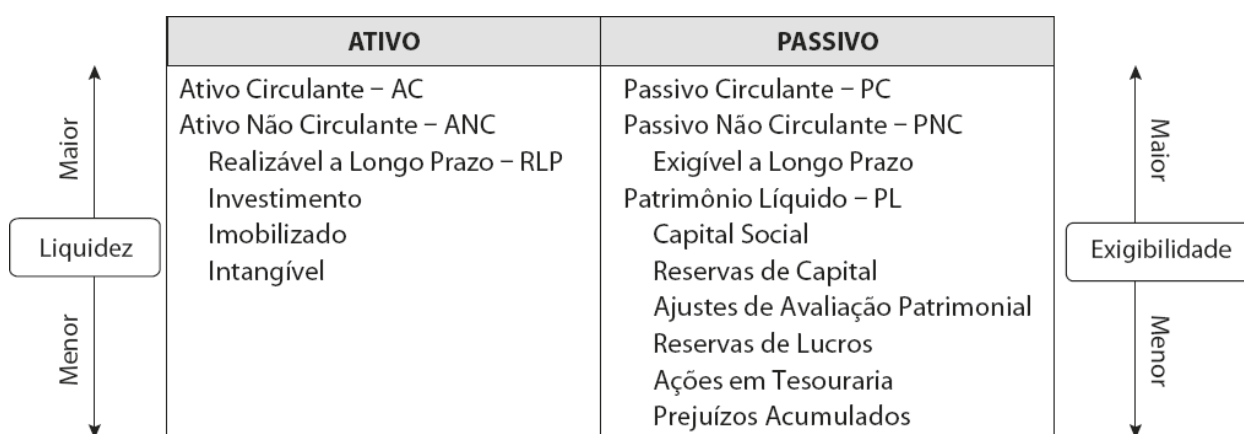 ATIVO
PASSIVO
Ativo Circulante – AC
Ativo Não Circulante – ANC
Realizável a Longo Prazo – RLP
Investimento
Imobilizado
Intangível
Passivo Circulante – PC
Passivo Não Circulante – PNC
Exigível a Longo Prazo
Patrimônio Líquido – PL
Capital Social
Reservas de Capital
Ajustes de Avaliação Patrimonial
Reservas de Lucros
Ações em Tesouraria
Prejuízos Acumulados
Maior
Liquidez
Menor
Maior
Exigibilidade
Menor